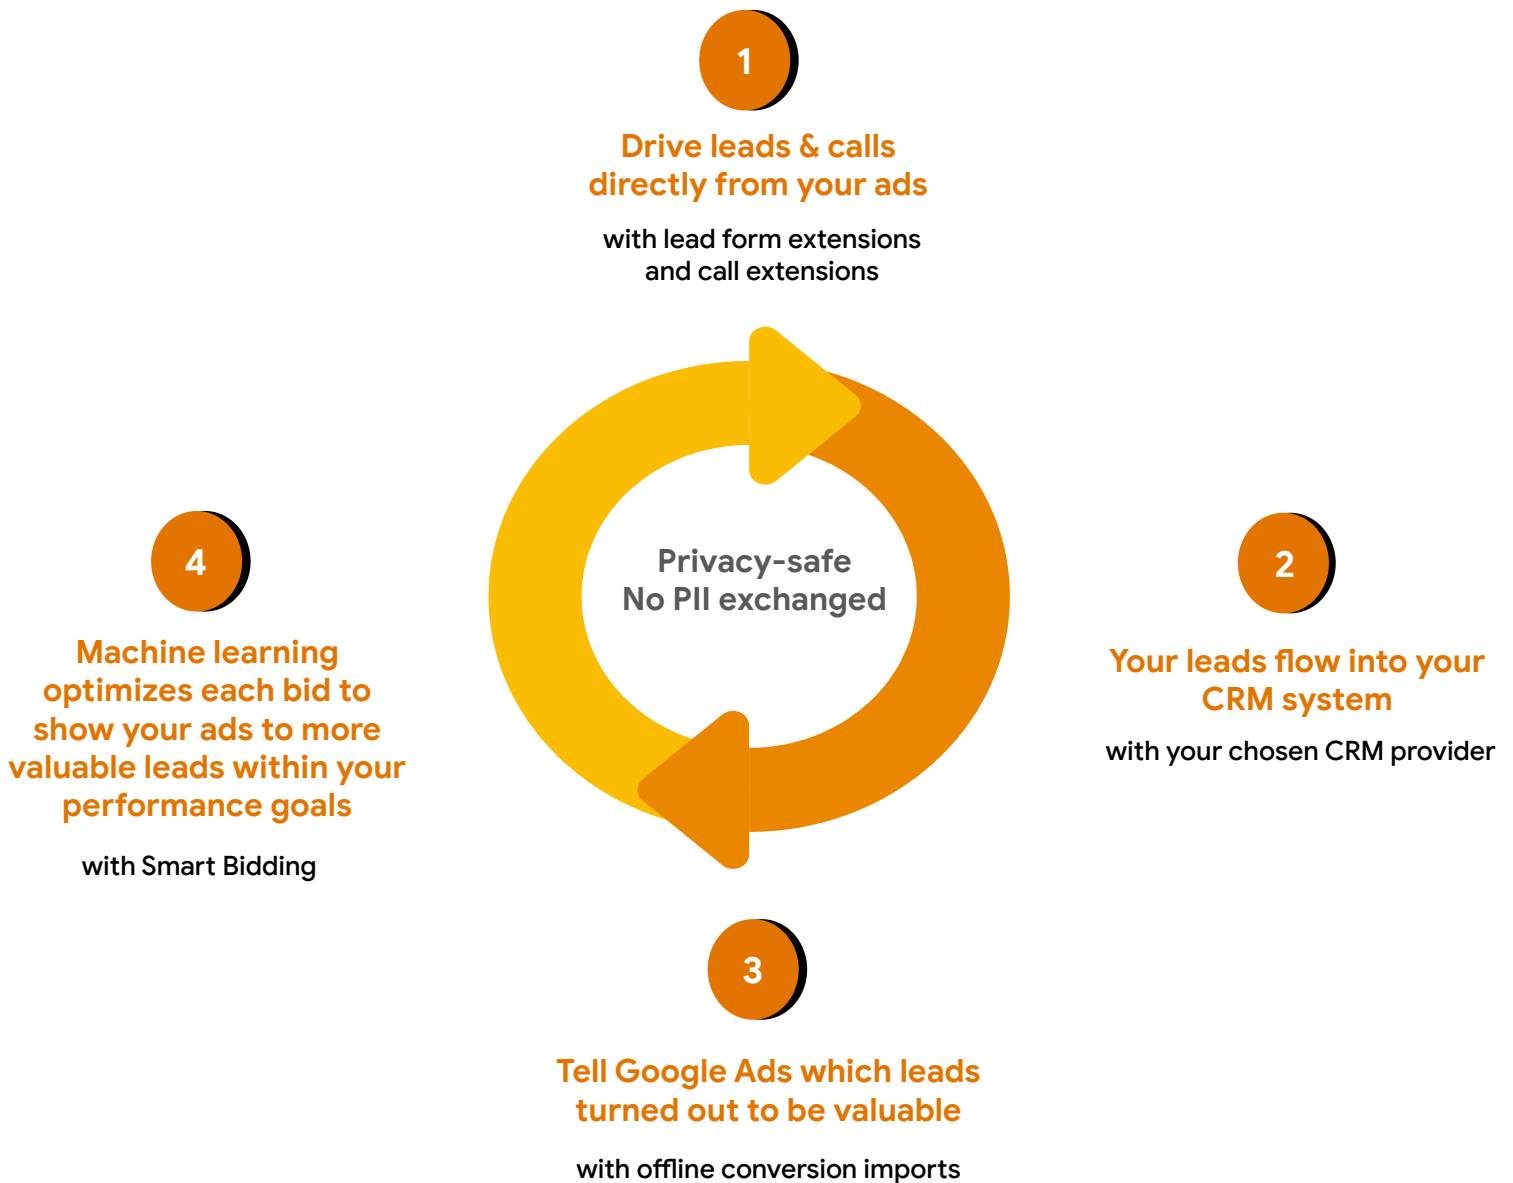 1
Drive leads & calls
directly from your ads
with lead form extensions
and call extensions
Privacy-safe
No PII exchanged
2
Your leads flow into your
CRM system
with your chosen CRM provider
3
Tell Google Ads which leads
turned out to be valuable
with offline conversion imports
4
Machine learning
optimizes each bid to
show your ads to more
valuable leads within your
performance goals
with Smart Bidding